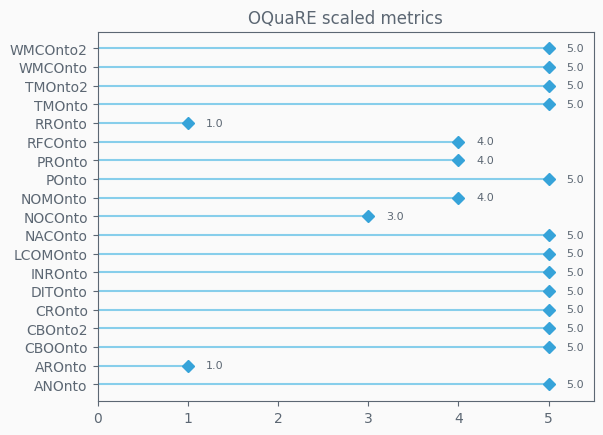 OQuaRE scaled metrics
WMCOnto2 5.0
WMCOnto 5.0
TMOnto2 5.0
TMOnto 5.0
RROnto 1.0
RFCOnto 4.0
PROnto 4.0
POnto 5.0
NOMOnto 4.0
NOCOnto 3.0
NACOnto 5.0
LCOMOnto 5.0
INROnto 5.0
DITOnto 5.0
CROnto 5.0
CBOnto2 5.0
CBOOnto 5.0
AROnto 1.0
ANOnto 5.0
0 1 2 3 4 5